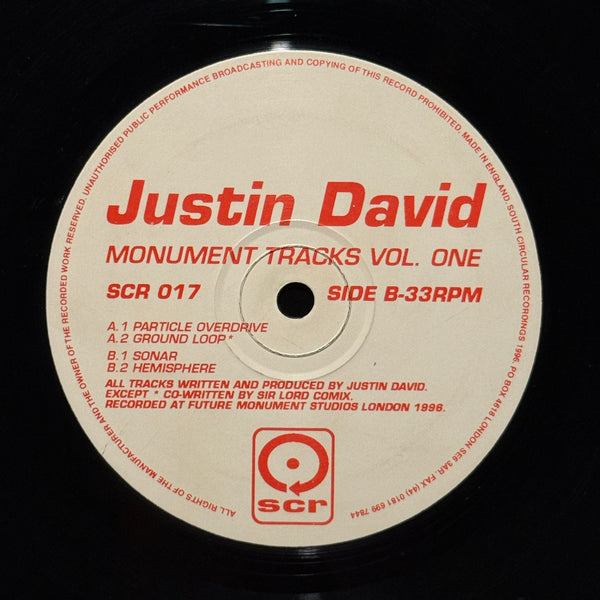 ALL RIGHTS OF THE MANUFACTURER AND THE OWNER OF THE RECORDED WORK RESERVED. UNAUTHORISED PUBLIC PERFORMANCE BROADCASTING AND COPYING OF THIS RECORD PROHIBITED. MADE IN ENGLAND. SOUTH CIRCULAR RECORDINGS 1996. PO BOX 4618 LONDON SE6 3AR. FAX (44) 0181 699 7844
Justin David
MONUMENT TRACKS VOL. ONE
SCR 017 SIDE B-33RPM
A.1 PARTICLE OVERDRIVE
A.2 GROUND LOOP*
B.1 SONAR
B.2 HEMISPHERE
ALL TRACKS WRITTEN AND PRODUCED BY JUSTIN DAVID.
EXCEPT * CO-WRITTEN BY SIR LORD COMIX.
RECORDED AT FUTURE MONUMENT STUDIOS LONDON 1996.
scr